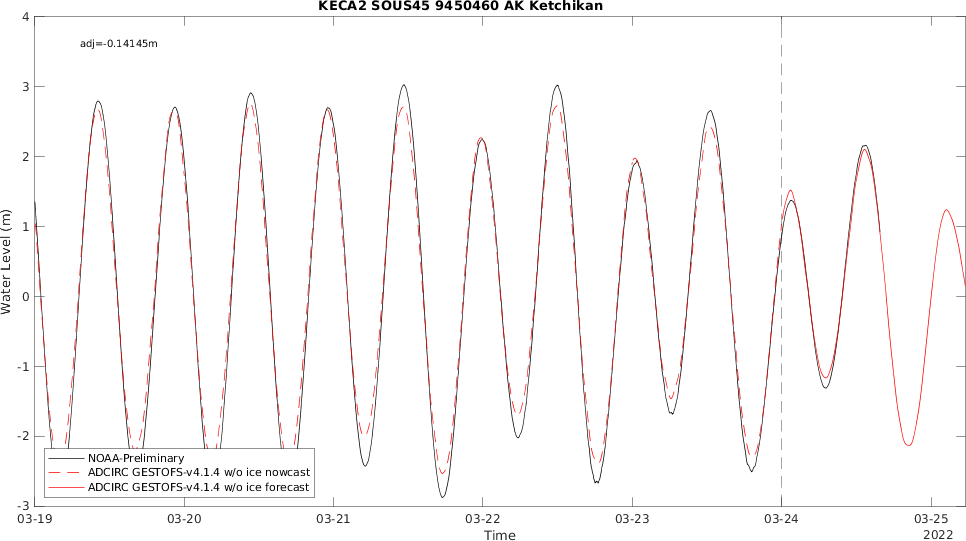 KECA2 SOUS45 9450460 AK Ketchikan
adj=-0.14145m
4
3
2
1
0
-1
-2
-3
Water Level (m)
NOAA-Preliminary
ADCIRC GESTOFS-v4.1.4 w/o ice nowcast
ADCIRC GESTOFS-v4.1.4 w/o ice forecast
03-19 03-20 03-21 03-22 03-23 03-24 03-25
Time 2022